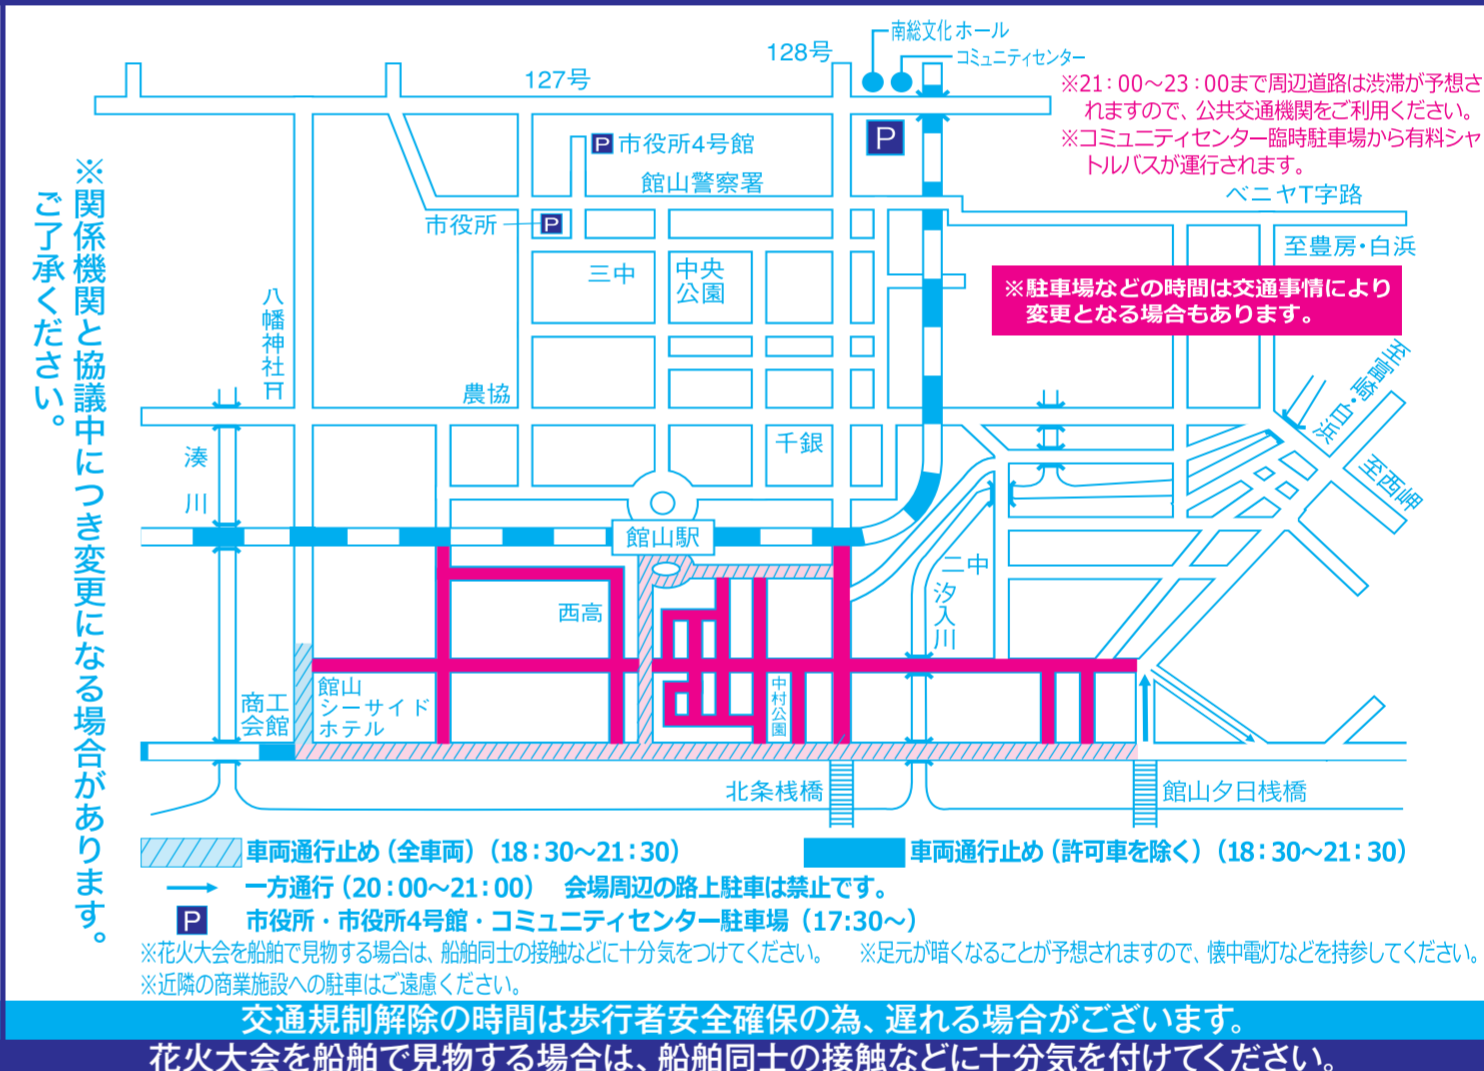 南総文化ホール
コミュニティセンター
128号
127号
※21:00～23:00まで周辺道路は渋滞が予想さ
れますので、公共交通機関をご利用ください。
※コミュニティセンター臨時駐車場から有料シャ
トルバスが運行されます。
P
P 市役所4号館
館山警察署
ベニヤT字路
市役所 P
至豊房・白浜
三中
中央
公園
※駐車場などの時間は交通事情により
変更となる場合もあります。
※関係機関と協議中につき変更になる場合があります。
ご了承ください。
八幡神社
農協
至富崎・白浜
千銀
湊川
至西岬
館山駅
二中
汐入川
西高
館山
シーサイド
ホテル
中村公園
商工
会館
北条桟橋
館山夕日桟橋
車両通行止め(全車両)(18:30～21:30)
車両通行止め(許可車を除く)(18:30～21:30)
一方通行(20:00～21:00) 会場周辺の路上駐車は禁止です。
P 市役所・市役所4号館・コミュニティセンター駐車場(17:30～)
※花火大会を船舶で見物する場合は、船舶同士の接触などに十分気をつけてください。 ※足元が暗くなることが予想されますので、懐中電灯などを持参してください。
※近隣の商業施設への駐車はご遠慮ください。
交通規制解除の時間は歩行者安全確保の為、遅れる場合がございます。
花火大会を船舶で見物する場合は、船舶同士の接触などに十分気を付けてください。